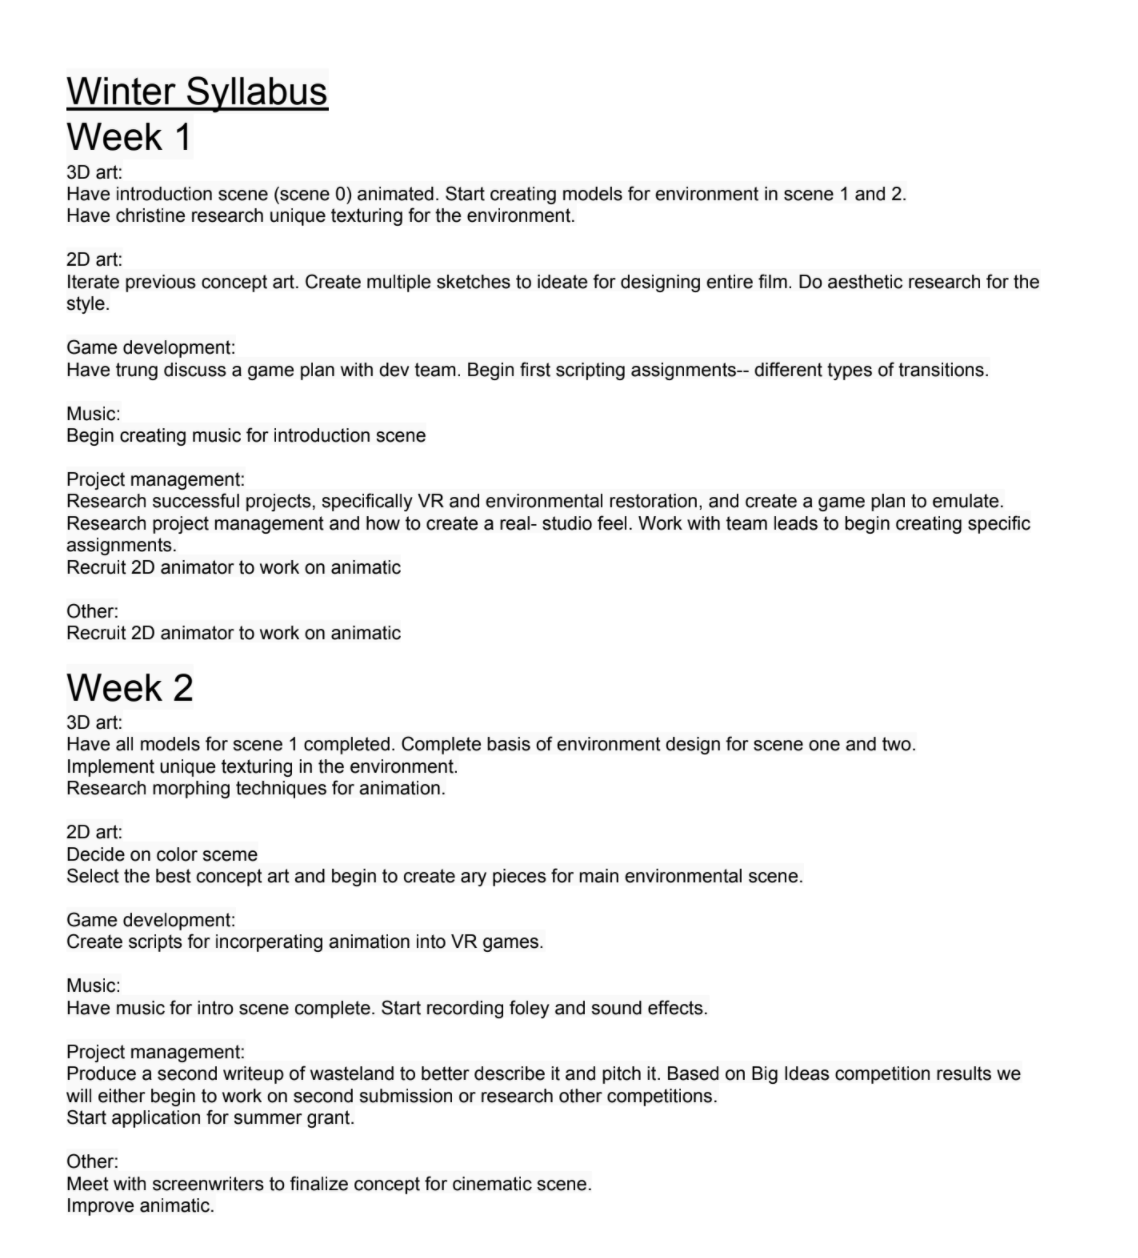 Winter Syllabus
Week 1
3D art:
Have introduction scene (scene 0) animated. Start creating models for environment in scene 1 and 2.
Have christine research unique texturing for the environment.
2D art:
Iterate previous concept art. Create multiple sketches to ideate for designing entire film. Do aesthetic research for the
style.
Game development:
Have trung discuss a game plan with dev team. Begin first scripting assignments-- different types of transitions.
Music:
Begin creating music for introduction scene
Project management:
Research successful projects, specifically VR and environmental restoration, and create a game plan to emulate.
Research project management and how to create a real- studio feel. Work with team leads to begin creating specific
assignments.
Recruit 2D animator to work on animatic
Other:
Recruit 2D animator to work on animatic
Week 2
3D art:
Have all models for scene 1 completed. Complete basis of environment design for scene one and two.
Implement unique texturing in the environment.
Research morphing techniques for animation.
2D art:
Decide on color sceme
Select the best concept art and begin to create ary pieces for main environmental scene.
Game development:
Create scripts for incorperating animation into VR games.
Music:
Have music for intro scene complete. Start recording foley and sound effects.
Project management:
Produce a second writeup of wasteland to better describe it and pitch it. Based on Big Ideas competition results we
will either begin to work on second submission or research other competitions.
Start application for summer grant.
Other:
Meet with screenwriters to finalize concept for cinematic scene.
Improve animatic.